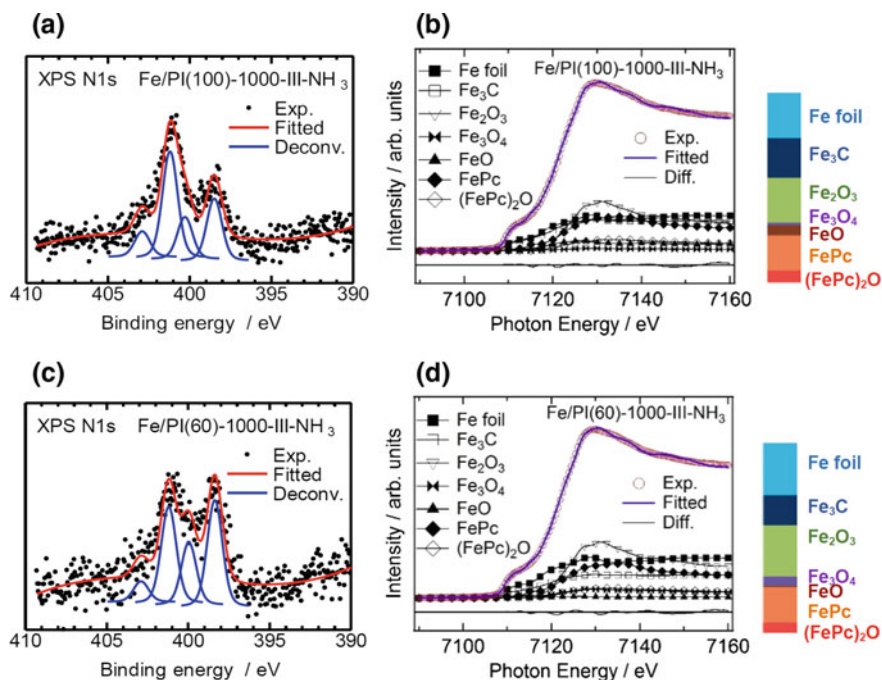 (a)
XPS N1s Fe/PI(100)-1000-III-NH3
Exp.
Fitted
Deconv.
410 405 400 395 390
Binding energy / eV
(b)
Fe/PI(100)-1000-III-NH3
Fe foil
Fe3C
Fe2O3
Fe3O4
FeO
FePc
(FePc)2O
Exp.
Fitted
Diff.
Intensity / arb. units
7100 7120 7140 7160
Photon Energy / eV
Fe foil
Fe3C
Fe2O3
Fe3O4
FeO
FePc
(FePc)2O
(c)
XPS N1s Fe/PI(60)-1000-III-NH3
Exp.
Fitted
Deconv.
410 405 400 395 390
Binding energy / eV
(d)
Fe/PI(60)-1000-III-NH3
Fe foil
Fe3C
Fe2O3
Fe3O4
FeO
FePc
(FePc)2O
Exp.
Fitted
Diff.
Intensity / arb. units
7100 7120 7140 7160
Photon Energy / eV
Fe foil
Fe3C
Fe2O3
Fe3O4
FeO
FePc
(FePc)2O